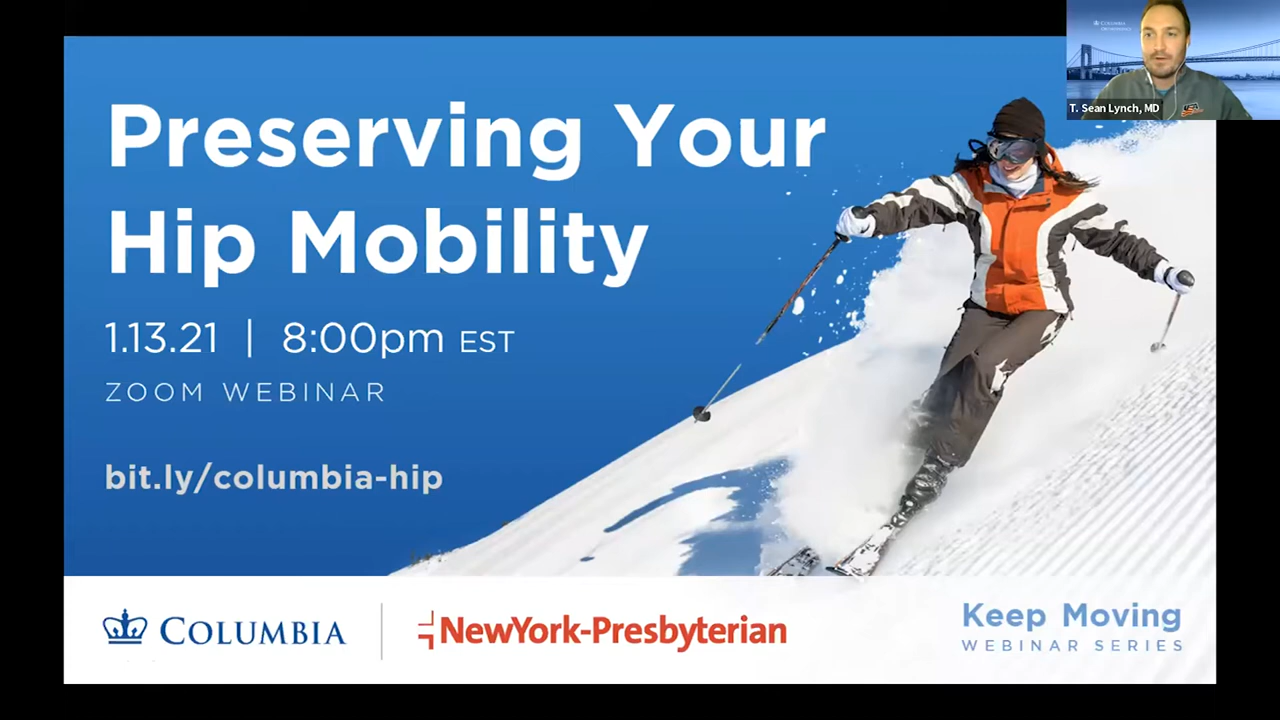 Preserving Your
Hip Mobility
1.13.21 | 8:00pm EST
ZOOM WEBINAR
bit.ly/columbia-hip
COLUMBIA
NewYork-Presbyterian
Keep Moving
WEBINAR SERIES
COLUMBIA
T. Sean Lynch, MD